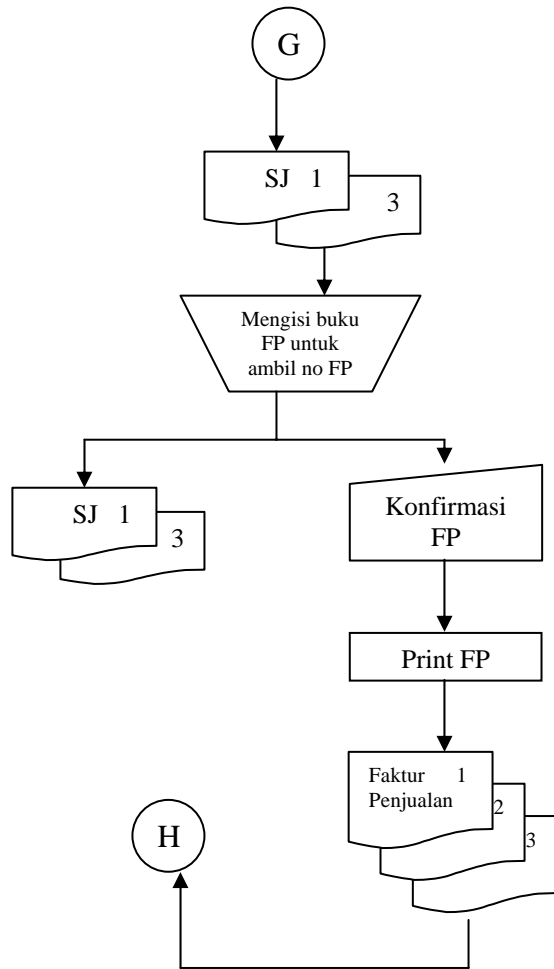 G
SJ 1
3
Mengisi buku
FP untuk
ambil no FP
SJ 1
3
Konfirmasi
FP
Print FP
Faktur 1
Penjualan
2
3
H